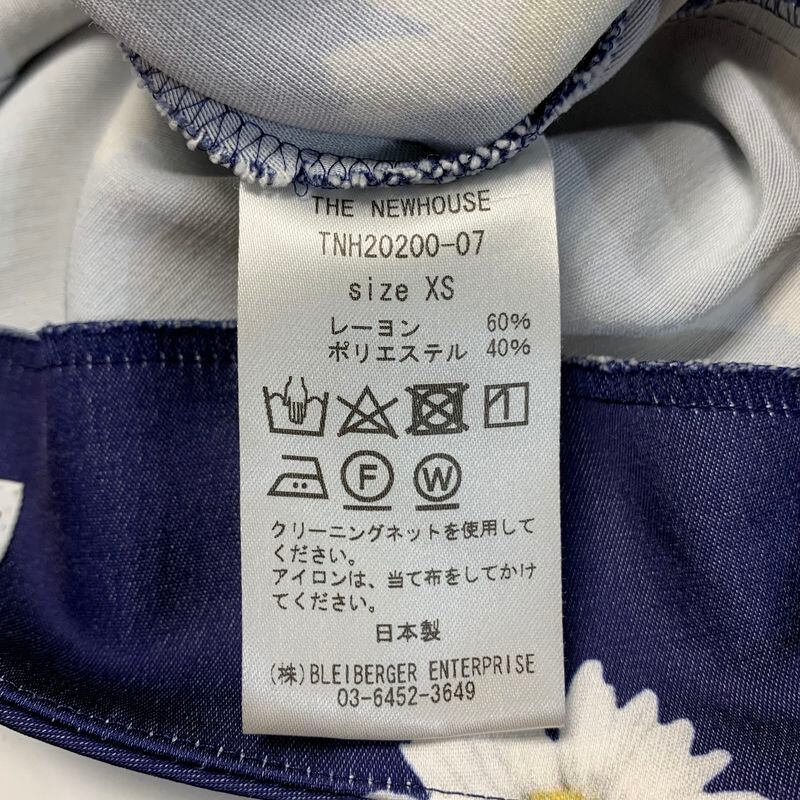 THE NEWHOUSE
TNH20200-07
size XS
レーヨン 60%
ポリエステル 40%
F W
クリーニングネットを使用して
ください。
アイロンは、当て布をしてかけ
てください。
日本製
(株)BLEIBERGER ENTERPRISE
03-6452-3649